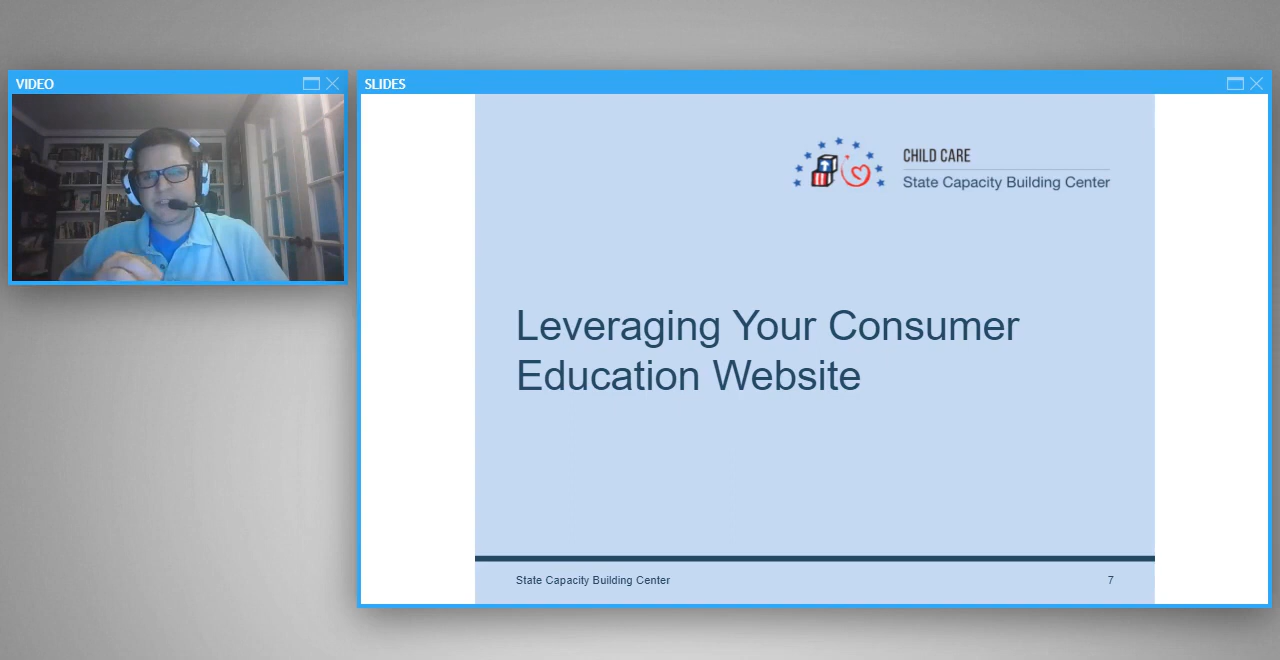 VIDEO
SLIDES
CHILD CARE
State Capacity Building Center
Leveraging Your Consumer
Education Website
State Capacity Building Center
7